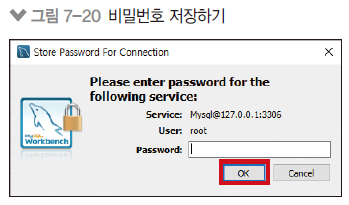 그림 7-20 비밀번호 저장하기
Store Password For Connection
Please enter password for the
following service:
Service: Mysql@127.0.0.1:3306
User: root
Password:
MySQL
Workbench
OK Cancel